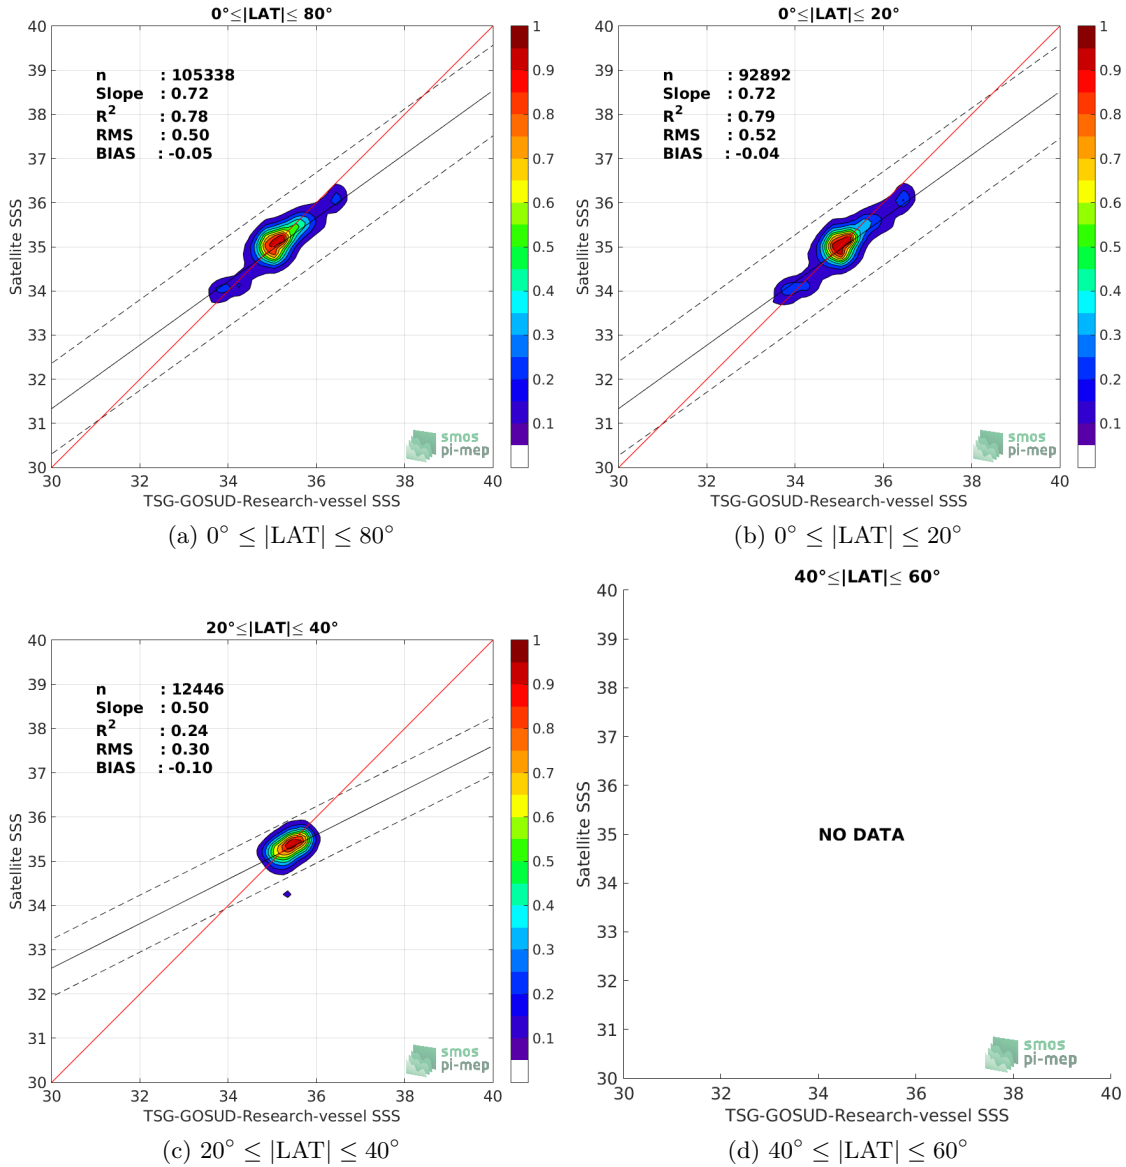 0°≤|LAT|≤ 80°
40
39
38
37
36
35
34
33
32
31
30
Satellite SSS
n : 105338
Slope : 0.72
R² : 0.78
RMS : 0.50
BIAS : -0.05
smos
pi-mep
30 32 34 36 38 40
TSG-GOSUD-Research-vessel SSS
1
0.9
0.8
0.7
0.6
0.5
0.4
0.3
0.2
0.1
(a) 0° ≤ |LAT| ≤ 80°
0°≤|LAT|≤ 20°
40
39
38
37
36
35
34
33
32
31
30
Satellite SSS
n : 92892
Slope : 0.72
R² : 0.79
RMS : 0.52
BIAS : -0.04
smos
pi-mep
30 32 34 36 38 40
TSG-GOSUD-Research-vessel SSS
1
0.9
0.8
0.7
0.6
0.5
0.4
0.3
0.2
0.1
(b) 0° ≤ |LAT| ≤ 20°
20°≤|LAT|≤ 40°
40
39
38
37
36
35
34
33
32
31
30
Satellite SSS
n : 12446
Slope : 0.50
R² : 0.24
RMS : 0.30
BIAS : -0.10
smos
pi-mep
30 32 34 36 38 40
TSG-GOSUD-Research-vessel SSS
1
0.9
0.8
0.7
0.6
0.5
0.4
0.3
0.2
0.1
(c) 20° ≤ |LAT| ≤ 40°
40°≤|LAT|≤ 60°
40
39
38
37
36
35
34
33
32
31
30
Satellite SSS
NO DATA
smos
pi-mep
30 32 34 36 38 40
TSG-GOSUD-Research-vessel SSS
(d) 40° ≤ |LAT| ≤ 60°